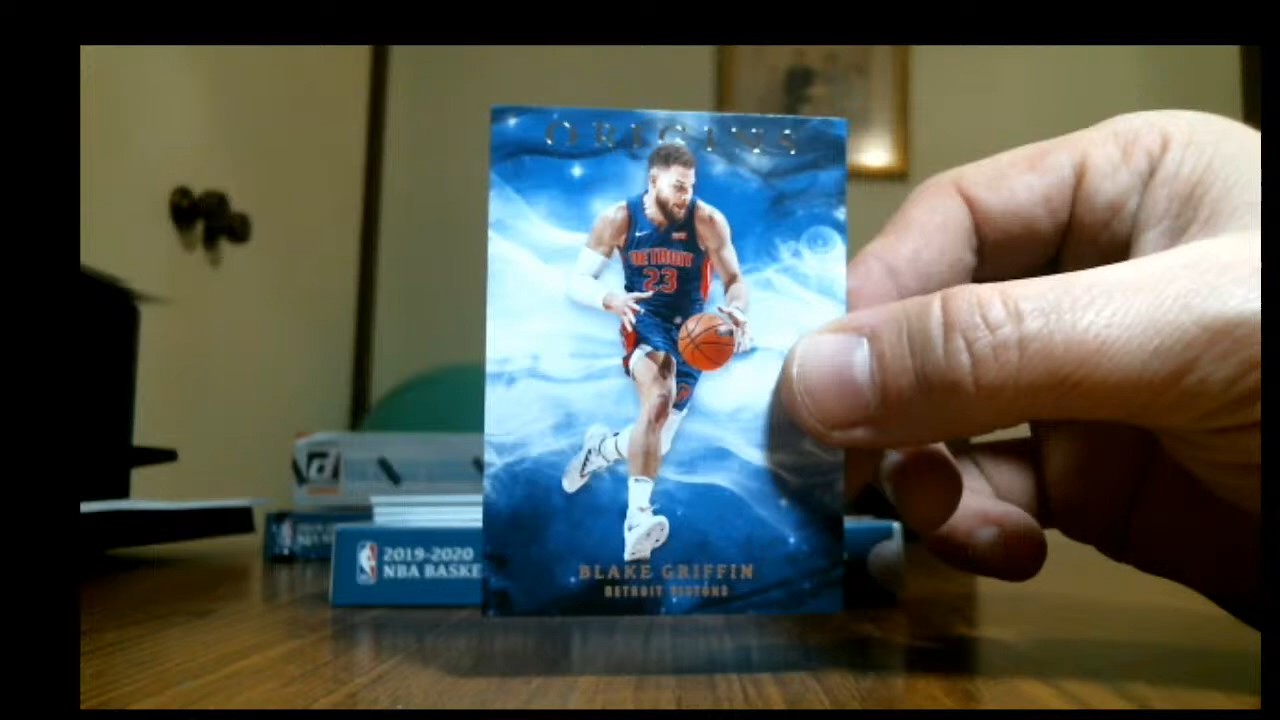 ORIGINS
DETROIT
23
BLAKE GRIFFIN
DETROIT PISTONS
2019-2020
NBA BASKE